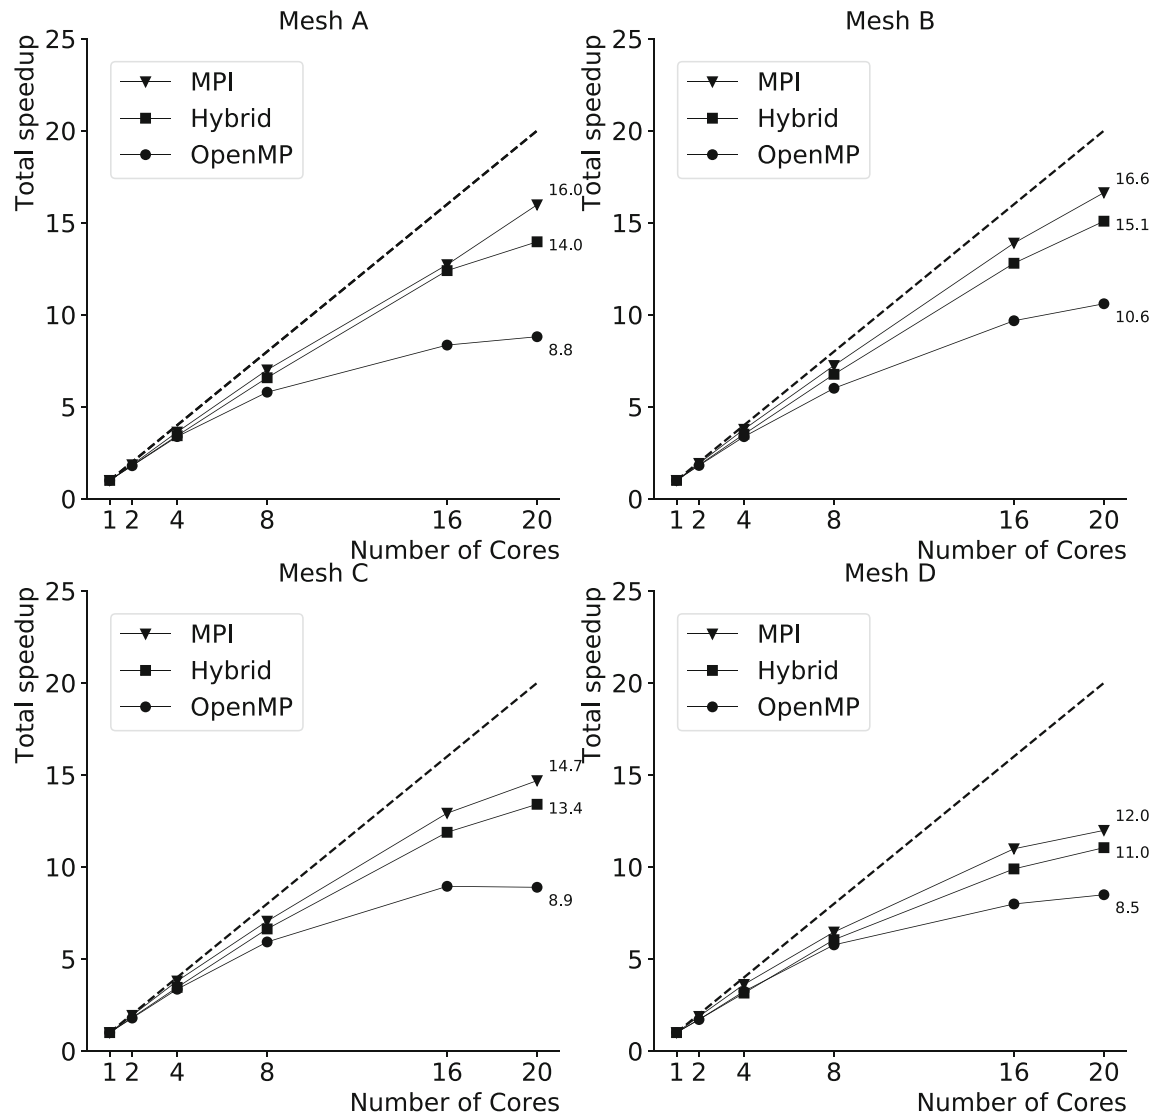 Mesh A
Total speedup
25
20
15
10
5
0
MPI
Hybrid
OpenMP
16.0
14.0
8.8
1 2 4 8 16 20
Number of Cores
Mesh B
Total speedup
25
20
15
10
5
0
MPI
Hybrid
OpenMP
16.6
15.1
10.6
1 2 4 8 16 20
Number of Cores
Mesh C
Total speedup
25
20
15
10
5
0
MPI
Hybrid
OpenMP
14.7
13.4
8.9
1 2 4 8 16 20
Number of Cores
Mesh D
Total speedup
25
20
15
10
5
0
MPI
Hybrid
OpenMP
12.0
11.0
8.5
1 2 4 8 16 20
Number of Cores